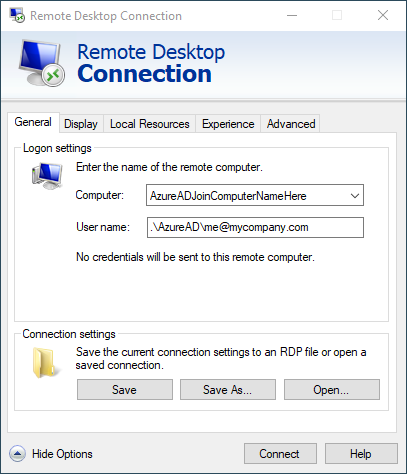 Remote Desktop Connection
Remote Desktop
Connection
General Display Local Resources Experience Advanced
Logon settings
Enter the name of the remote computer.
Computer: AzureADJoinComputerNameHere
User name: .\AzureAD\me@mycompany.com
No credentials will be sent to this remote computer.
Connection settings
Save the current connection settings to an RDP file or open a
saved connection.
Save Save As... Open...
Hide Options Connect Help